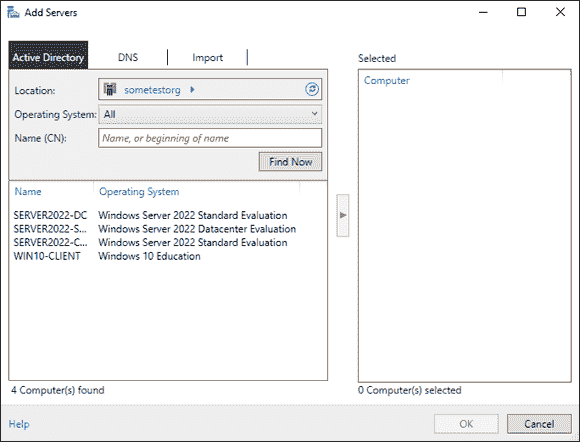 Add Servers
Active Directory DNS Import
Location: sometestorg
Operating System: All
Name (CN): Name, or beginning of name
Find Now
Name Operating System
SERVER2022-DC Windows Server 2022 Standard Evaluation
SERVER2022-S... Windows Server 2022 Datacenter Evaluation
SERVER2022-C... Windows Server 2022 Standard Evaluation
WIN10-CLIENT Windows 10 Education
4 Computer(s) found
Selected
Computer
0 Computer(s) selected
Help OK Cancel